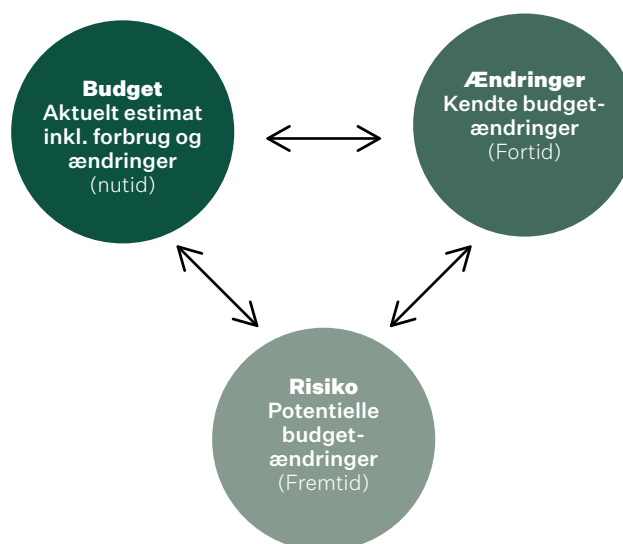 Budget
Aktuelt estimat
inkl. forbrug og
ændringer
(nutid)
Ændringer
Kendte budget-
ændringer
(Fortid)
Risiko
Potentielle
budget-
ændringer
(Fremtid)